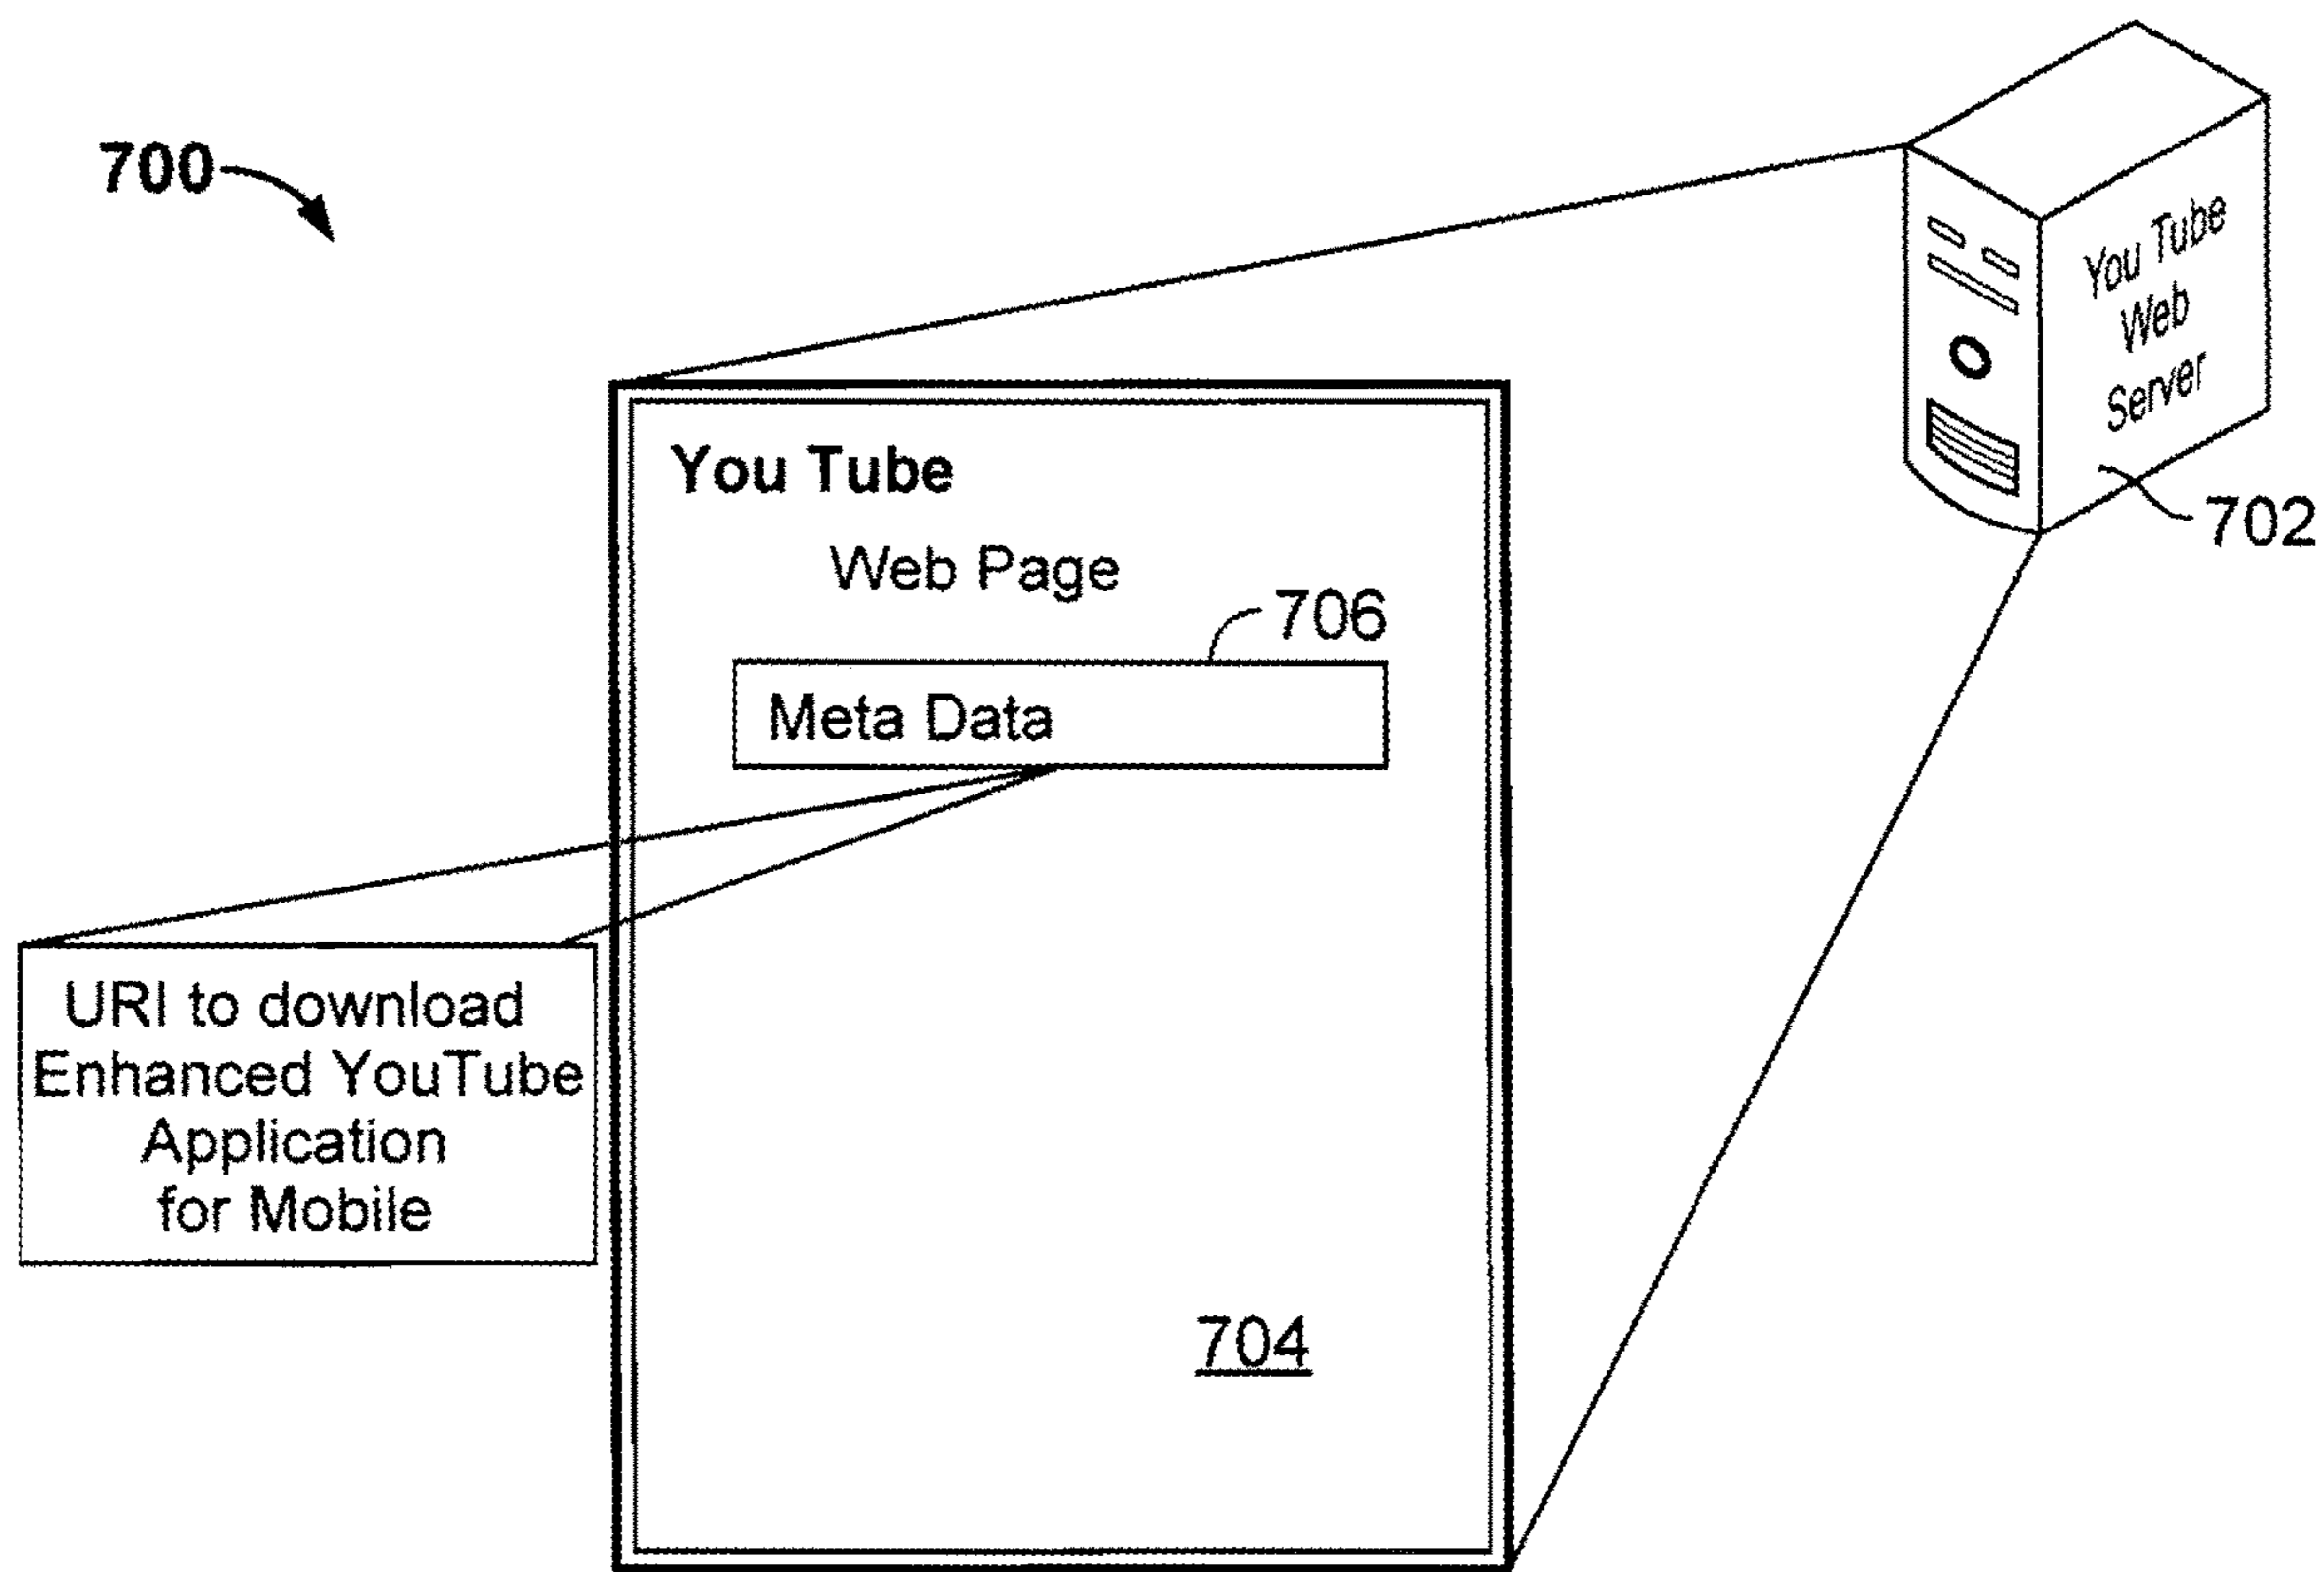 700
You Tube
Web
Server
702
You Tube
Web Page
706
Meta Data
URI to download
Enhanced YouTube
Application
for Mobile
704